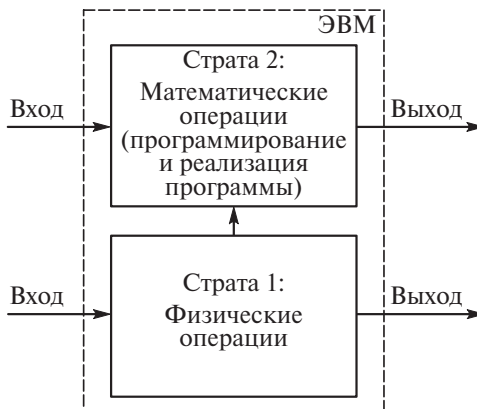 ЭВМ
Страта 2:
Вход
Математические
Выход
операции
(программирование
и реализация
программы)
Страта 1:
Вход
Выход
Физические
операции